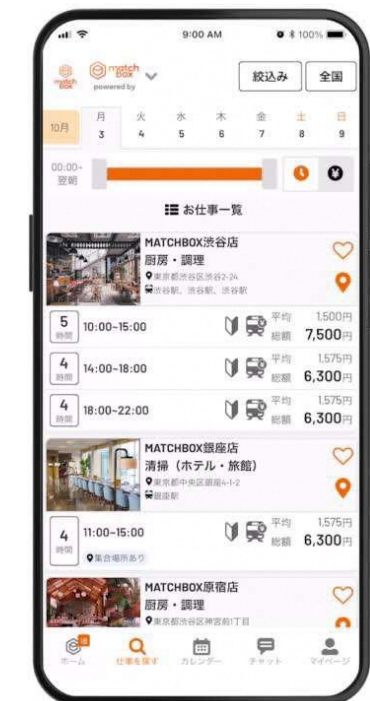 9:00 AM 100%
matchbox
match box
powered by
絞込み 全国
10月 月 火 水 木 金 土 日
3 4 5 6 7 8 9
00:00~
翌朝
お仕事一覧
MATCHBOX渋谷店
厨房・調理
東京都渋谷区渋谷2-24
渋谷駅、渋谷駅、渋谷駅
5時間 10:00~15:00 平均 1,500円
総額 7,500円
4時間 14:00~18:00 平均 1,575円
総額 6,300円
4時間 18:00~22:00 平均 1,575円
総額 6,300円
MATCHBOX銀座店
清掃（ホテル・旅館）
東京都中央区銀座4-1-2
銀座駅
4時間 11:00~15:00 平均 1,575円
総額 6,300円
集合場所あり
MATCHBOX原宿店
厨房・調理
東京都渋谷区神宮前1丁目
ホーム 仕事を探す カレンダー チャット マイページ